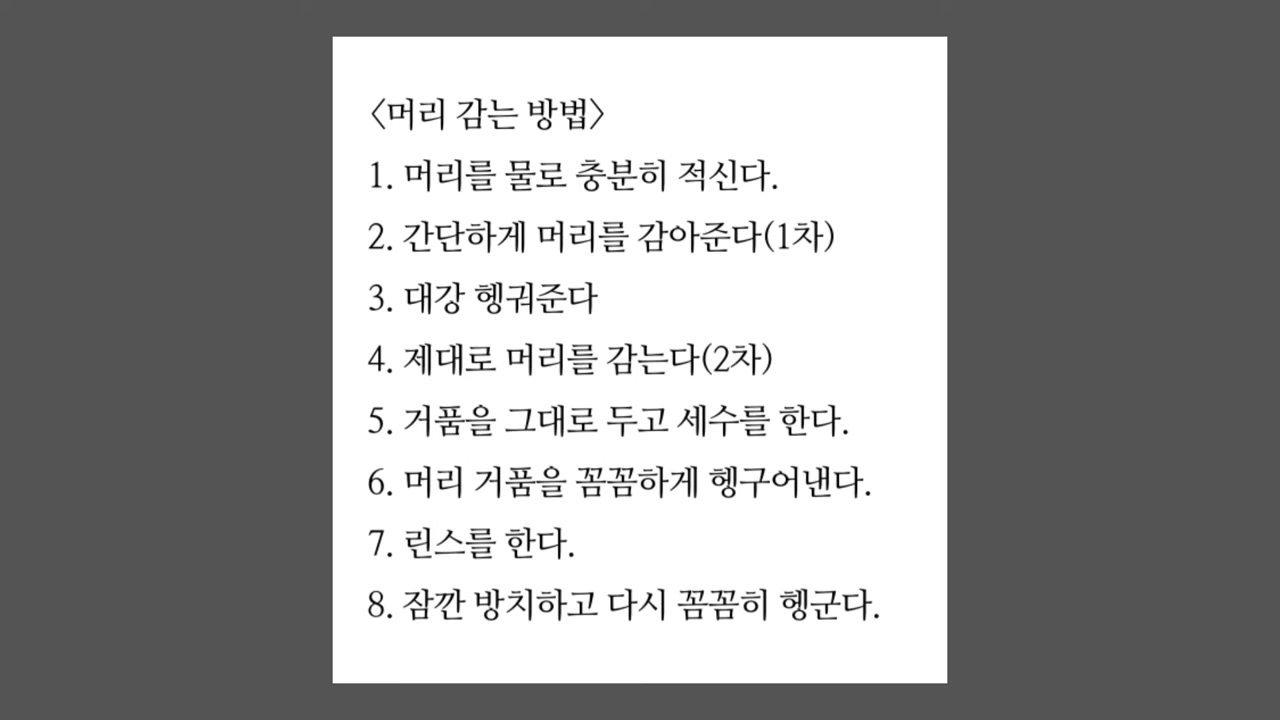 〈머리 감는 방법〉
1. 머리를 물로 충분히 적신다.
2. 간단하게 머리를 감아준다(1차)
3. 대강 헹궈준다
4. 제대로 머리를 감는다(2차)
5. 거품을 그대로 두고 세수를 한다.
6. 머리 거품을 꼼꼼하게 헹구어낸다.
7. 린스를 한다.
8. 잠깐 방치하고 다시 꼼꼼히 헹군다.